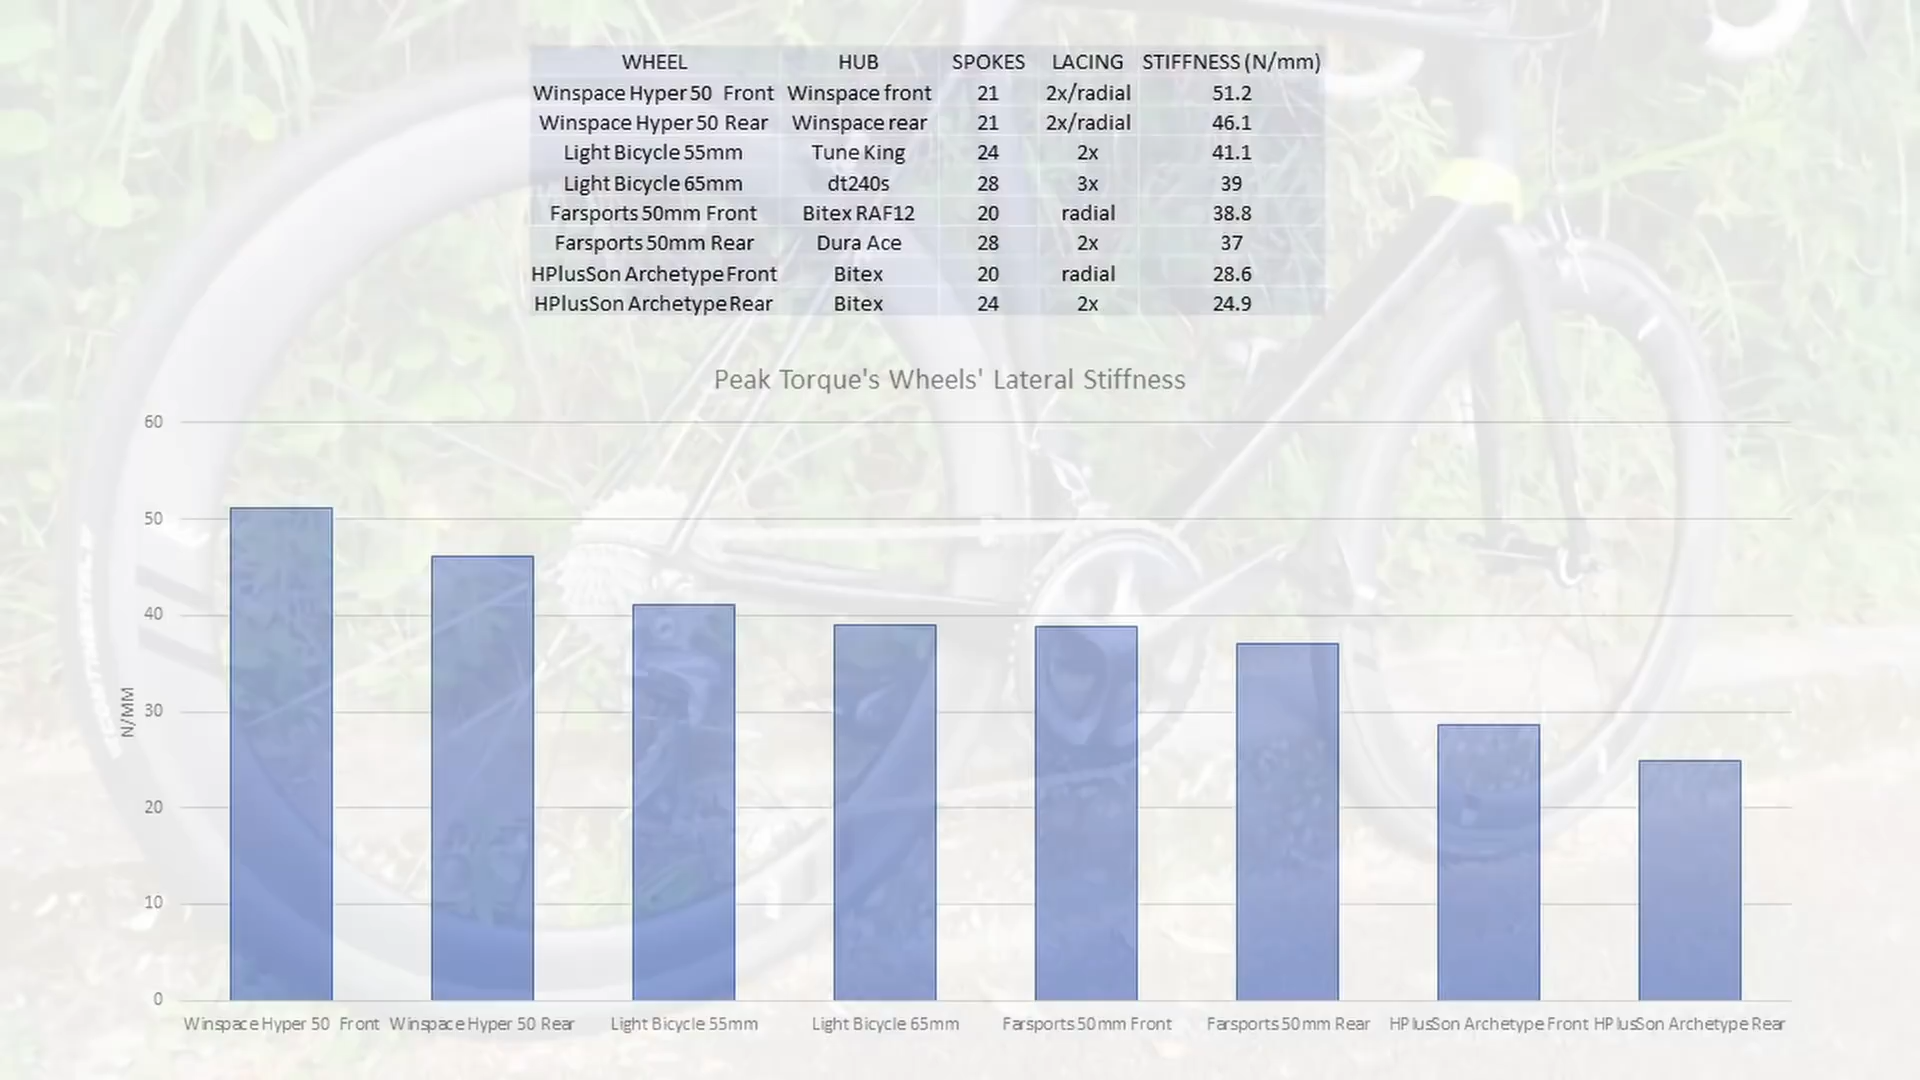 WHEEL HUB SPOKES LACING STIFFNESS (N/mm)
Winspace Hyper 50 Front Winspace front 21 2x/radial 51.2
Winspace Hyper 50 Rear Winspace rear 21 2x/radial 46.1
Light Bicycle 55mm Tune King 24 2x 41.1
Light Bicycle 65mm dt240s 28 3x 39
Farsports 50mm Front Bitex RAF12 20 radial 38.8
Farsports 50mm Rear Dura Ace 28 2x 37
HPlusSon Archetype Front Bitex 20 radial 28.6
HPlusSon Archetype Rear Bitex 24 2x 24.9
Peak Torque's Wheels' Lateral Stiffness
60
50
40
30
20
10
0
N/MM
Winspace Hyper 50 Front Winspace Hyper 50 Rear Light Bicycle 55mm Light Bicycle 65mm Farsports 50mm Front Farsports 50mm Rear HPlusSon Archetype Front HPlusSon Archetype Rear